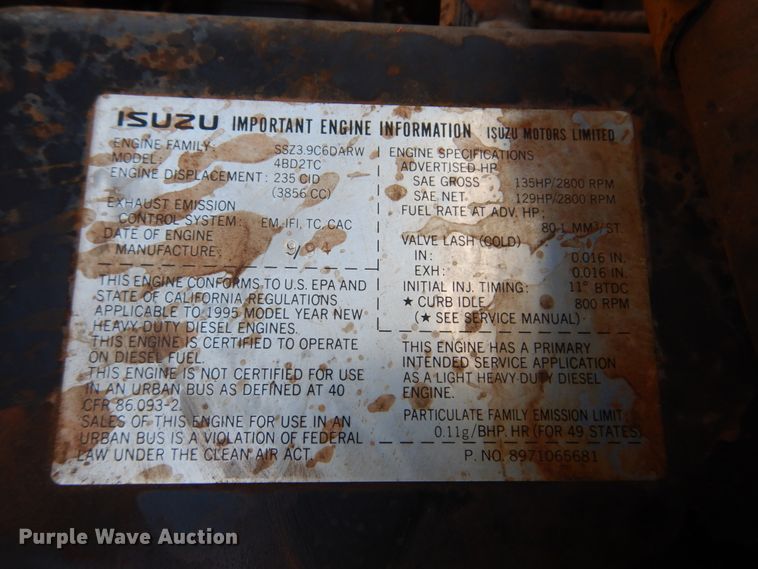 ISUZU IMPORTANT ENGINE INFORMATION ISUZU MOTORS LIMITED
ENGINE FAMILY: SSZ3.9C6DARW
MODEL: 4BD2TC
ENGINE DISPLACEMENT: 235 CID
(3856 CC)
EXHAUST EMISSION
CONTROL SYSTEM: EM-IFI, TC, CAC
DATE OF ENGINE
MANUFACTURE: 9/94
THIS ENGINE CONFORMS TO U.S. EPA AND
STATE OF CALIFORNIA REGULATIONS
APPLICABLE TO 1995 MODEL YEAR NEW
HEAVY DUTY DIESEL ENGINES.
THIS ENGINE IS CERTIFIED TO OPERATE
ON DIESEL FUEL.
THIS ENGINE IS NOT CERTIFIED FOR USE
IN AN URBAN BUS AS DEFINED AT 40
CFR 86.093-2.
SALES OF THIS ENGINE FOR USE IN AN
URBAN BUS IS A VIOLATION OF FEDERAL
LAW UNDER THE CLEAN AIR ACT.
ENGINE SPECIFICATIONS
ADVERTISED HP
SAE GROSS 135HP/2800 RPM
SAE NET 129HP/2800 RPM
FUEL RATE AT ADV. HP:
80.1 MM³/ST.
VALVE LASH (COLD)
IN: 0.016 IN.
EXH: 0.016 IN.
INITIAL INJ. TIMING: 11° BTDC
★ CURB IDLE 800 RPM
(★ SEE SERVICE MANUAL)
THIS ENGINE HAS A PRIMARY
INTENDED SERVICE APPLICATION
AS A LIGHT HEAVY DUTY DIESEL
ENGINE.
PARTICULATE FAMILY EMISSION LIMIT:
0.11g/BHP. HR (FOR 49 STATES)
P. NO. 8971065681
Purple Wave Auction®